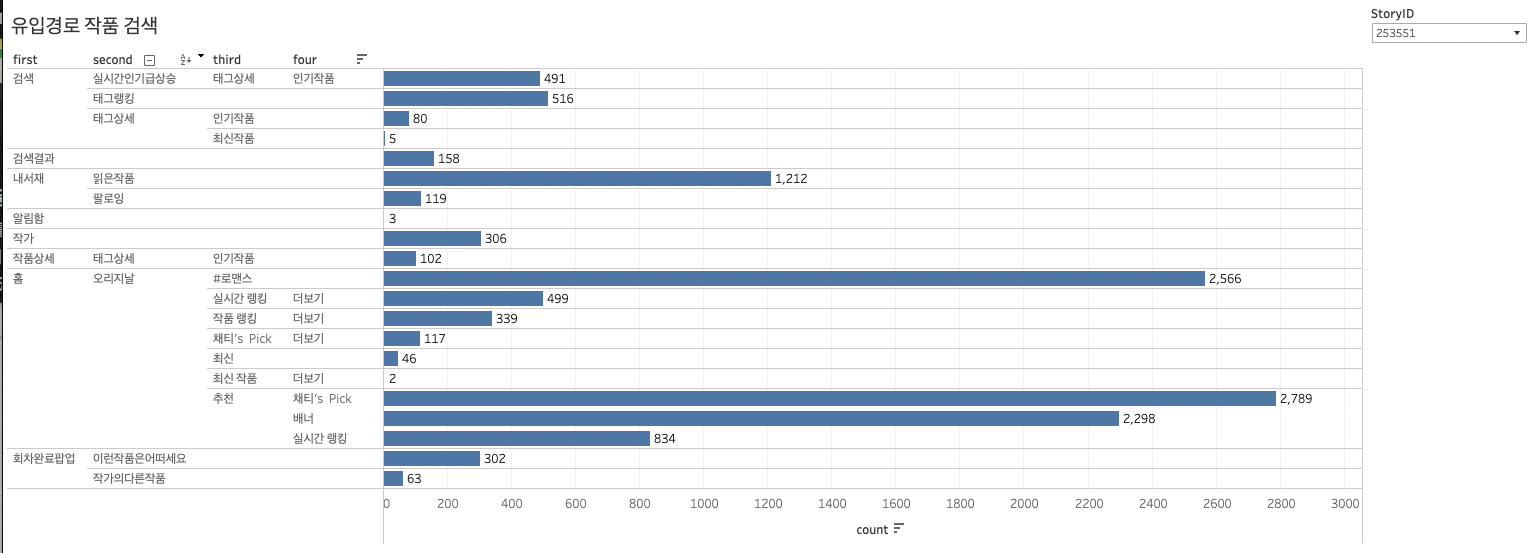 유입경로 작품 검색
StoryID
253551
first second third four
검색 실시간인기급상승 태그상세 인기작품 491
태그랭킹 516
태그상세 인기작품 80
최신작품 5
검색결과 158
내서재 읽은작품 1,212
팔로잉 119
알림함 3
작가 306
작품상세 태그상세 인기작품 102
홈 오리지날 #로맨스 2,566
실시간 랭킹 더보기 499
작품 랭킹 더보기 339
채티's Pick 더보기 117
최신 46
최신 작품 더보기 2
추천 채티's Pick 2,789
배너 2,298
실시간 랭킹 834
회차완료팝업 이런작품은어떠세요 302
작가의다른작품 63
0 200 400 600 800 1000 1200 1400 1600 1800 2000 2200 2400 2600 2800 3000
count